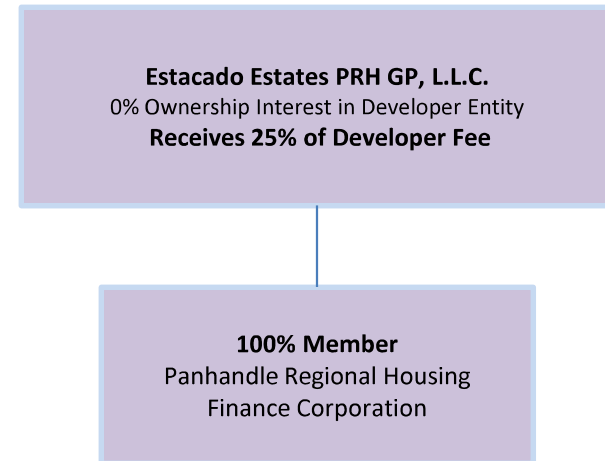 Estacado Estates PRH GP, L.L.C.
0% Ownership Interest in Developer Entity
Receives 25% of Developer Fee
100% Member
Panhandle Regional Housing
Finance Corporation